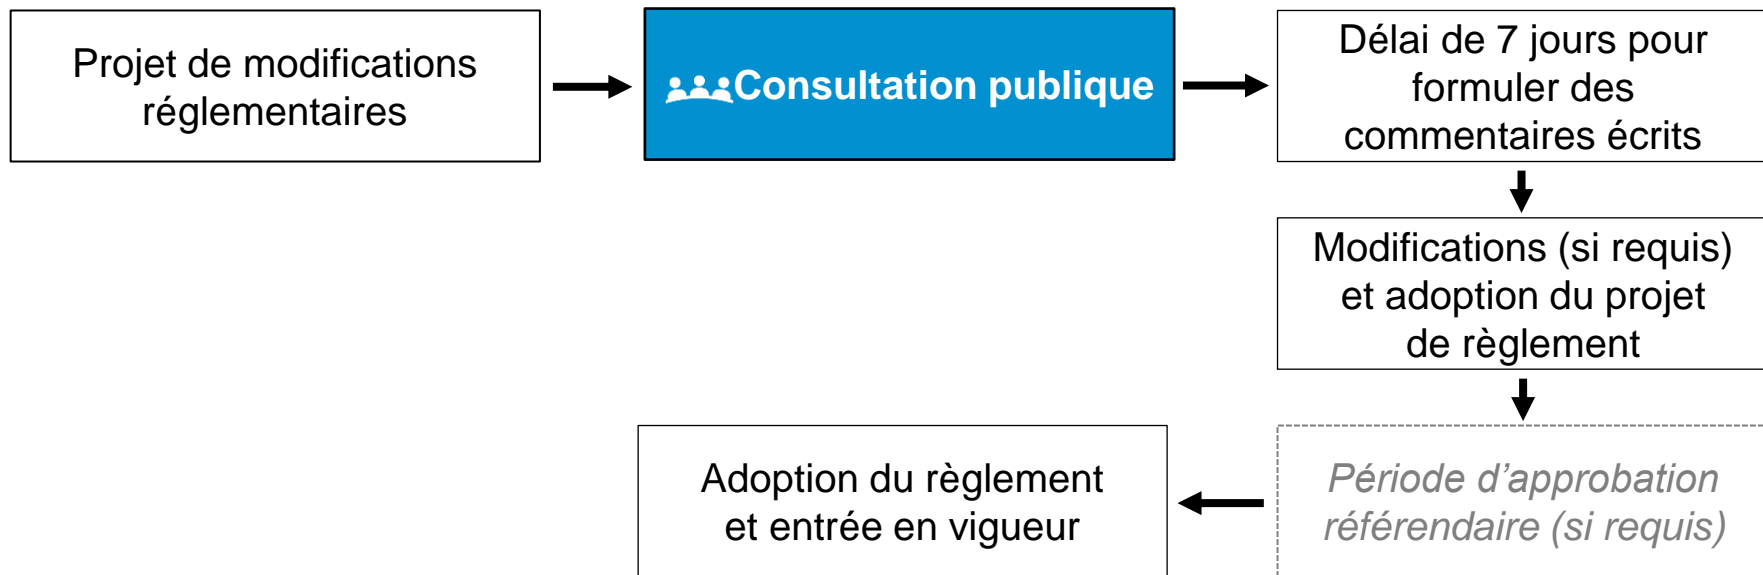 Projet de modifications
réglementaires
Consultation publique
Délai de 7 jours pour
formuler des
commentaires écrits
Modifications (si requis)
et adoption du projet
de règlement
Période d’approbation
référendaire (si requis)
Adoption du règlement
et entrée en vigueur